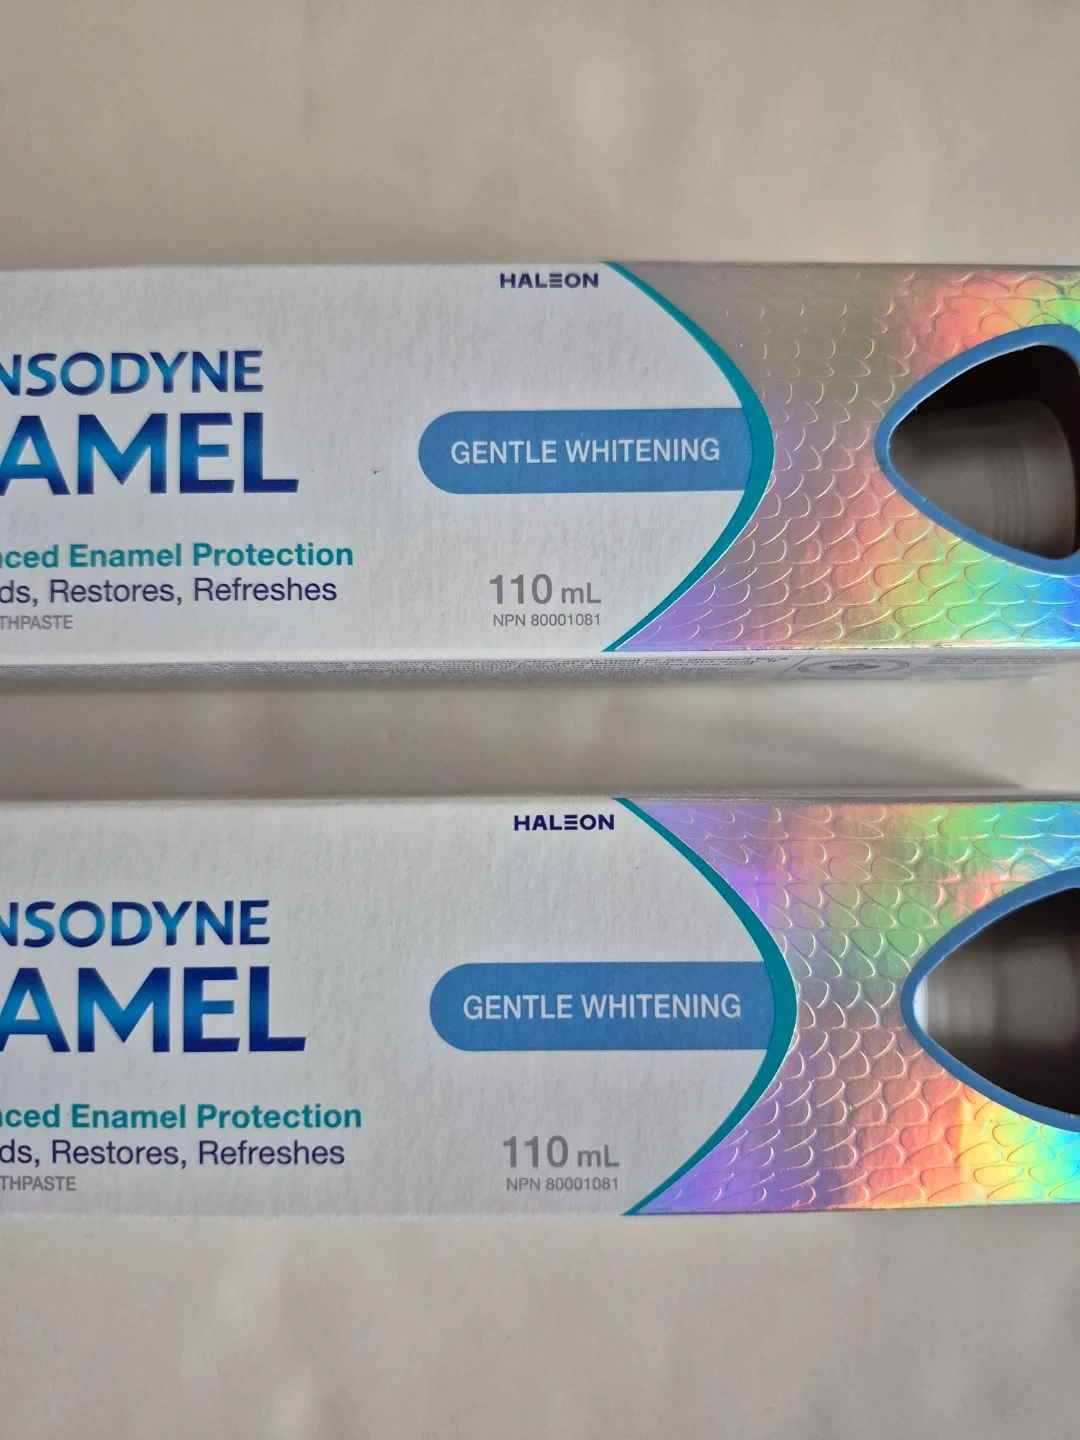 HALEON
NSODYNE
AMEL
GENTLE WHITENING
nced Enamel Protection
ds, Restores, Refreshes
THPASTE
110 mL
NPN 80001081
HALEON
NSODYNE
AMEL
GENTLE WHITENING
nced Enamel Protection
ds, Restores, Refreshes
THPASTE
110 mL
NPN 80001081